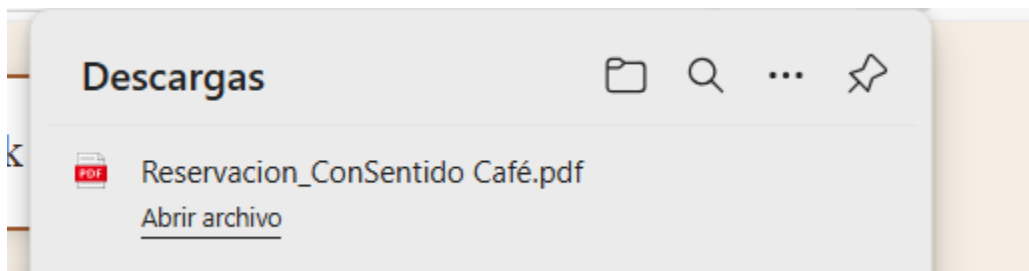 Descargas
k
PDF
Reservacion_ConSentido Café.pdf
Abrir archivo